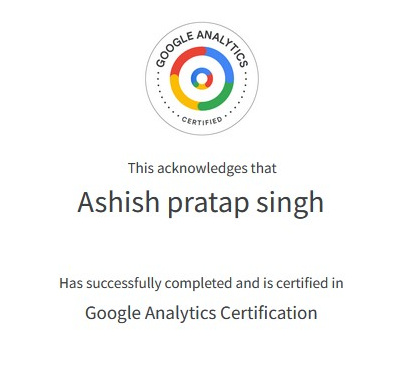 GOOGLE ANALYTICS
CERTIFIED
This acknowledges that
Ashish pratap singh
Has successfully completed and is certified in
Google Analytics Certification